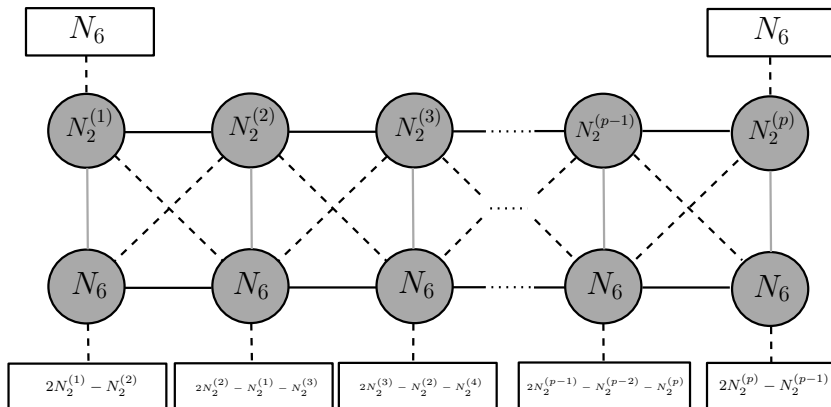 N_6 N_6
N_2^{(1)} N_2^{(2)} N_2^{(3)} N_2^{(p-1)} N_2^{(p)}
N_6 N_6 N_6 N_6 N_6
2N_2^{(1)} − N_2^{(2)} 2N_2^{(2)} − N_2^{(1)} − N_2^{(3)} 2N_2^{(3)} − N_2^{(2)} − N_2^{(4)} 2N_2^{(p-1)} − N_2^{(p-2)} − N_2^{(p)} 2N_2^{(p)} − N_2^{(p-1)}